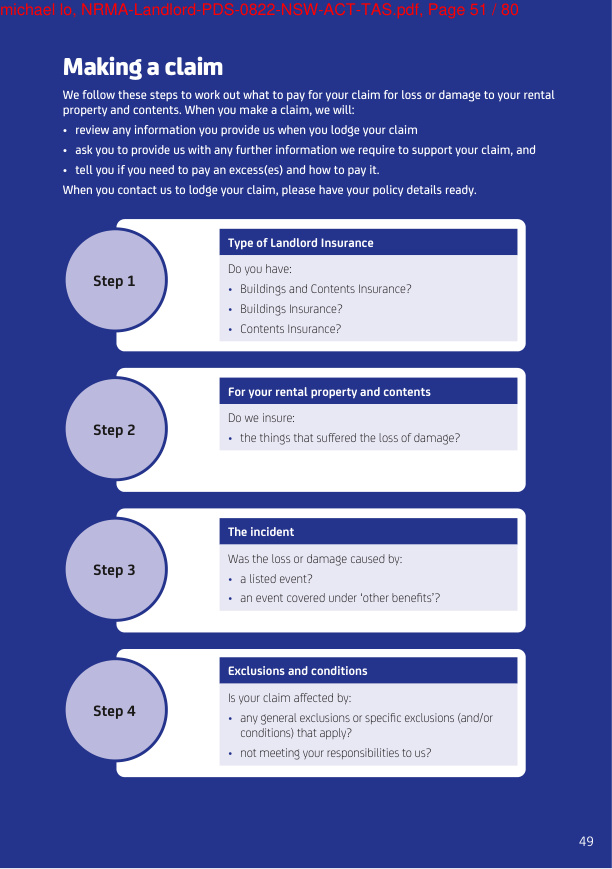 michael lo, NRMA-Landlord-PDS-0822-NSW-ACT-TAS.pdf, Page 51 / 80
Making a claim
We follow these steps to work out what to pay for your claim for loss or damage to your rental
property and contents. When you make a claim, we will:
• review any information you provide us when you lodge your claim
• ask you to provide us with any further information we require to support your claim, and
• tell you if you need to pay an excess(es) and how to pay it.
When you contact us to lodge your claim, please have your policy details ready.
Step 1
Type of Landlord Insurance
Do you have:
• Buildings and Contents Insurance?
• Buildings Insurance?
• Contents Insurance?
Step 2
For your rental property and contents
Do we insure:
• the things that suffered the loss of damage?
Step 3
The incident
Was the loss or damage caused by:
• a listed event?
• an event covered under ‘other benefits’?
Step 4
Exclusions and conditions
Is your claim affected by:
• any general exclusions or specific exclusions (and/or
conditions) that apply?
• not meeting your responsibilities to us?
49